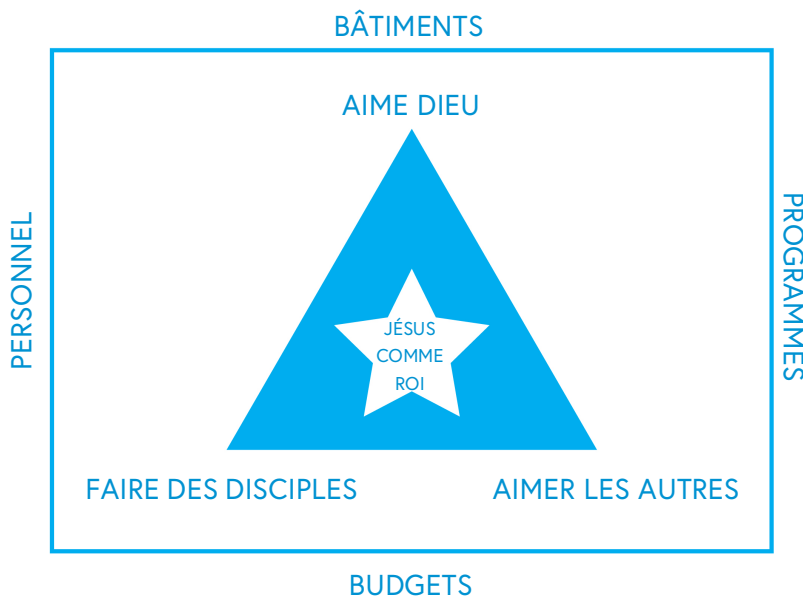 BÂTIMENTS
AIME DIEU
PERSONNEL
PROGRAMMES
JÉSUS
COMME
ROI
FAIRE DES DISCIPLES
AIMER LES AUTRES
BUDGETS